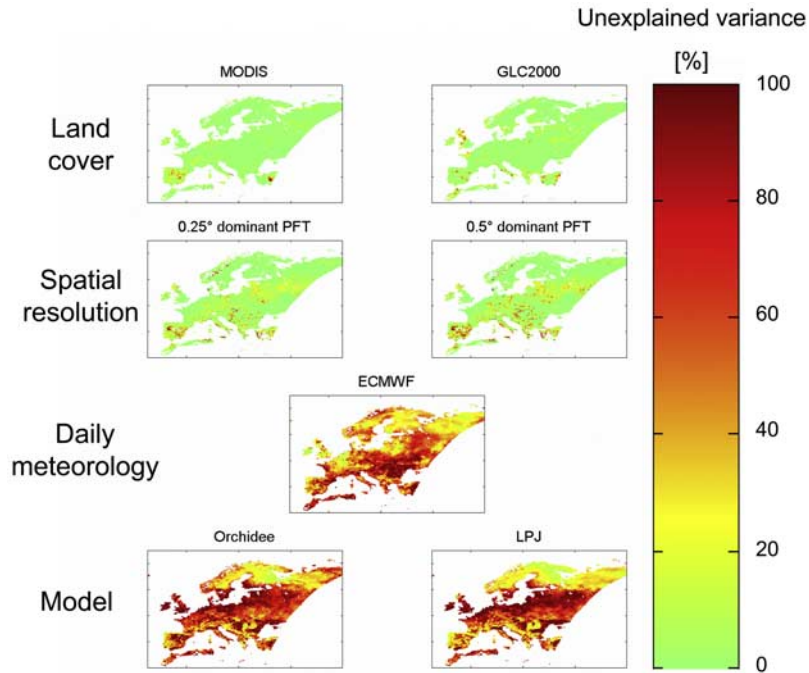 Unexplained variance
[%]
MODIS
GLC2000
Land
cover
0.25° dominant PFT
0.5° dominant PFT
Spatial
resolution
ECMWF
Daily
meteorology
Orchidee
LPJ
Model
100
80
60
40
20
0